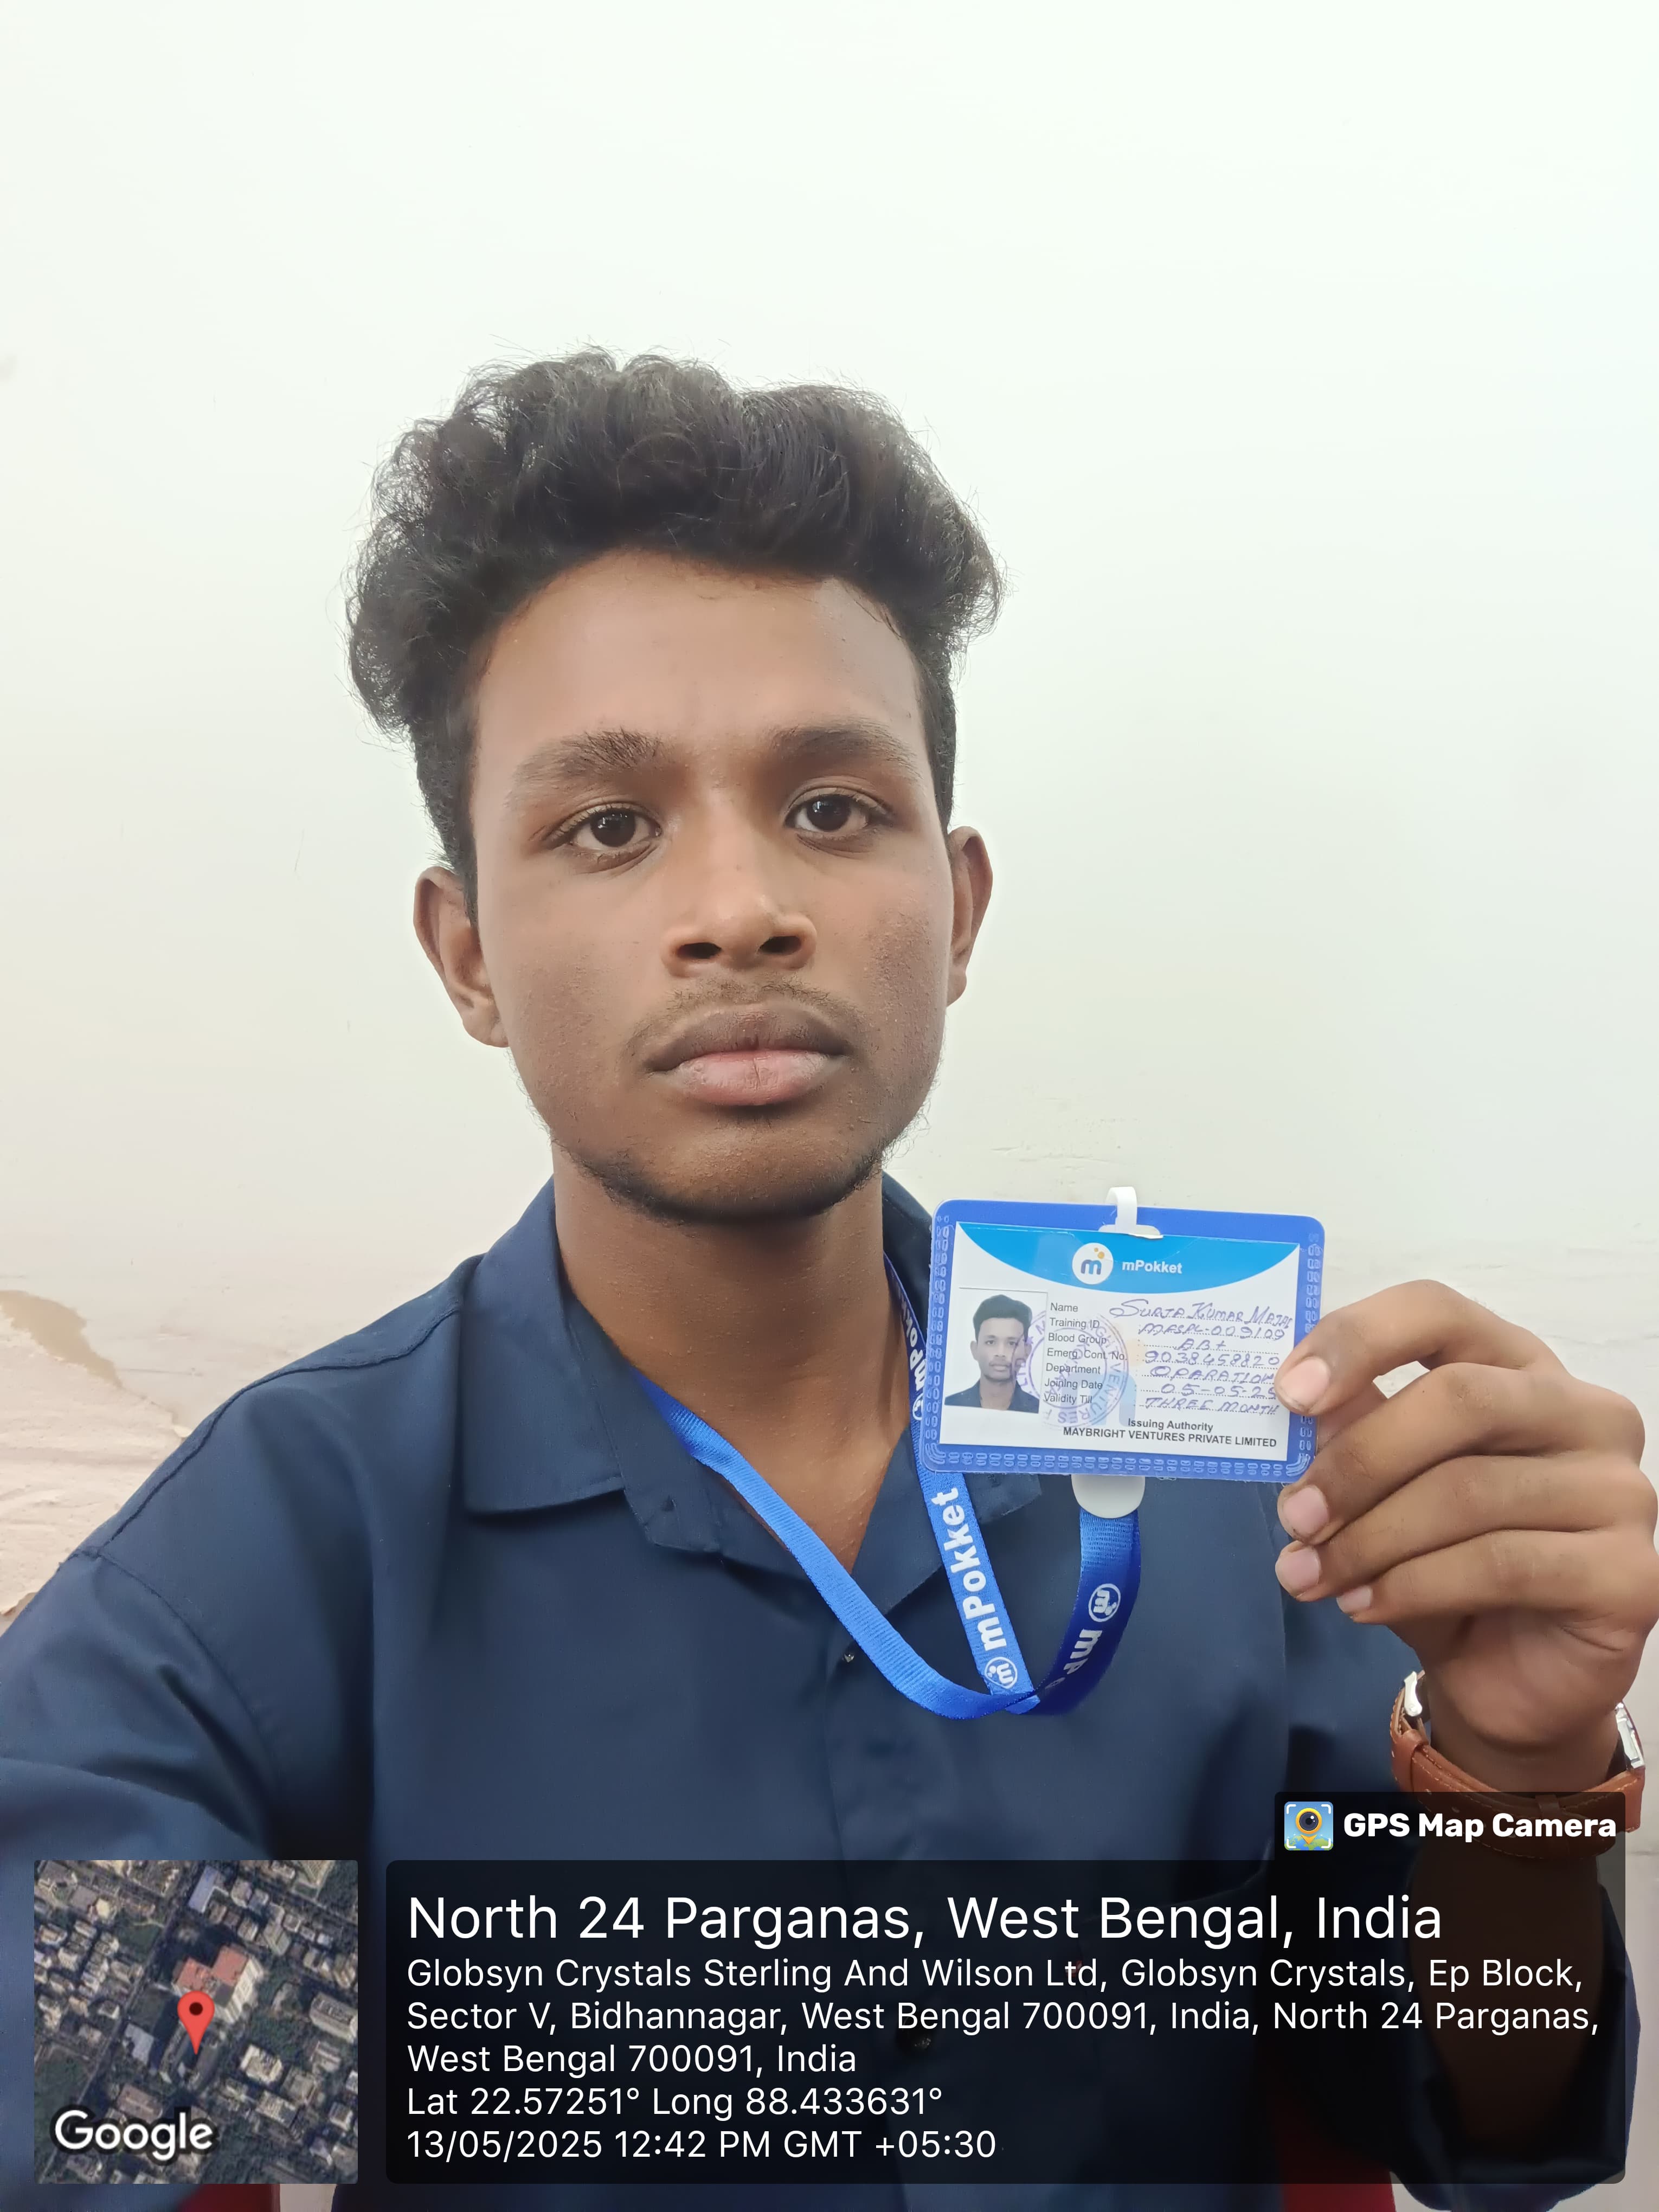 mPokket
Name SURJA KUMAR
Training ID
Blood Group AB+
Emerg. Cont. No. 9038458820
Department OPARATION
Joining Date 05-05-25
Validity Till THREE MONTH
Issuing Authority
MAYBRIGHT VENTURES PRIVATE LIMITED
mPokket
mPokket
GPS Map Camera
North 24 Parganas, West Bengal, India
Globsyn Crystals Sterling And Wilson Ltd, Globsyn Crystals, Ep Block,
Sector V, Bidhannagar, West Bengal 700091, India, North 24 Parganas,
West Bengal 700091, India
Lat 22.57251° Long 88.433631°
13/05/2025 12:42 PM GMT +05:30
Google